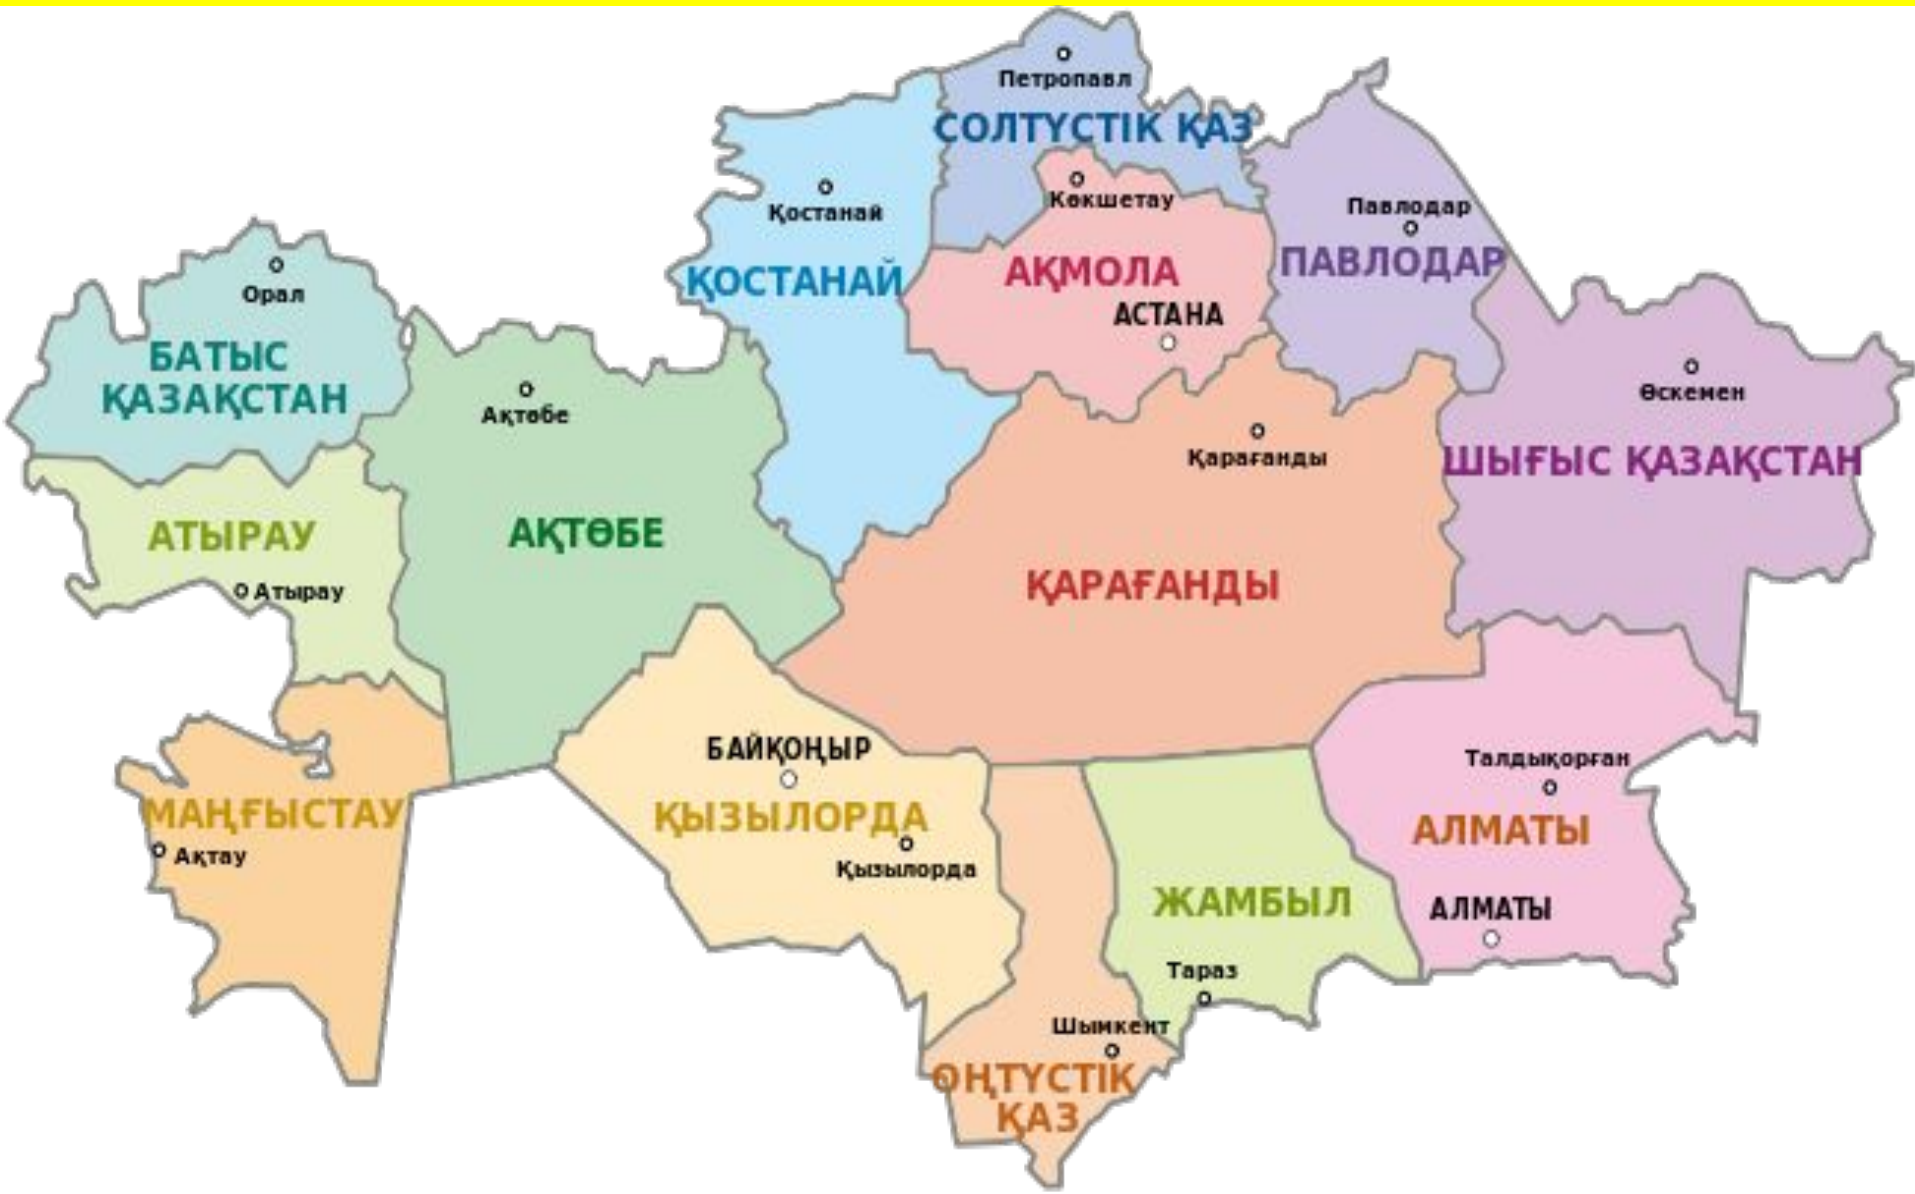 Петропавл
СОЛТҮСТІК ҚАЗ
Көкшетау
Қостанай
ҚОСТАНАЙ
АҚМОЛА
АСТАНА
Павлодар
ПАВЛОДАР
Орал
БАТЫС
ҚАЗАҚСТАН
Ақтөбе
АҚТӨБЕ
Қарағанды
ҚАРАҒАНДЫ
Өскемен
ШЫҒЫС ҚАЗАҚСТАН
АТЫРАУ
Атырау
МАҢҒЫСТАУ
Ақтау
БАЙҚОҢЫР
ҚЫЗЫЛОРДА
Қызылорда
Талдықорған
АЛМАТЫ
АЛМАТЫ
ЖАМБЫЛ
Тараз
Шымкент
ОҢТҮСТІК
ҚАЗ